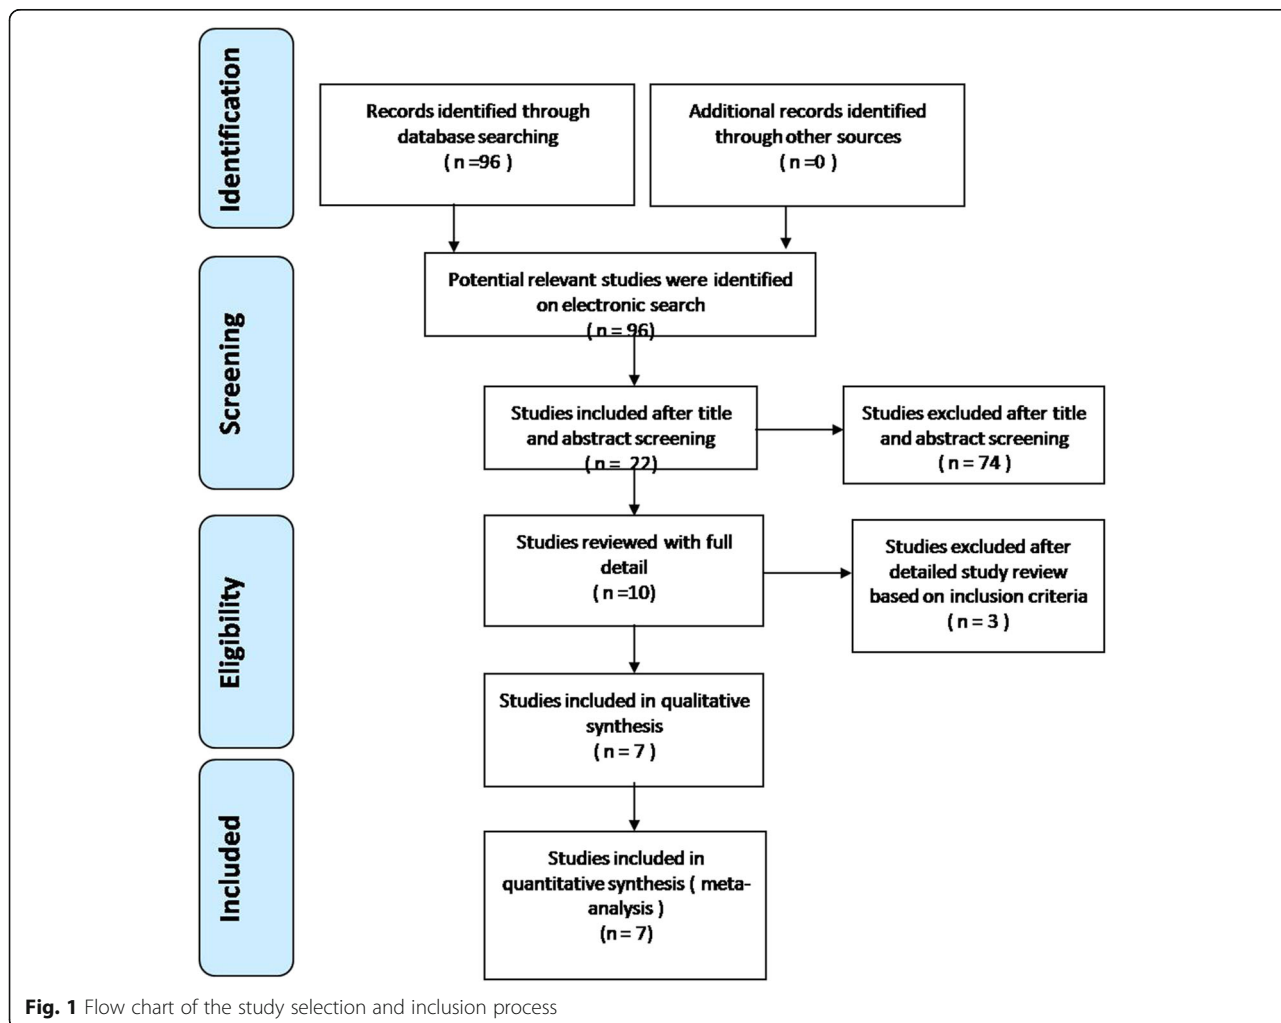 Identification
Records identified through
database searching
( n =96 )
Additional records identified
through other sources
( n =0 )
Screening
Potential relevant studies were identified
on electronic search
( n = 96)
Studies included after title
and abstract screening
( n =  22)
Studies excluded after title
and abstract screening
( n = 74 )
Eligibility
Studies reviewed with full
detail
( n =10)
Studies excluded after
detailed study review
based on inclusion criteria
( n = 3 )
Studies included in qualitative
synthesis
( n = 7 )
Included
Studies included in
quantitative synthesis ( meta-
analysis )
(n = 7)
Fig. 1 Flow chart of the study selection and inclusion process